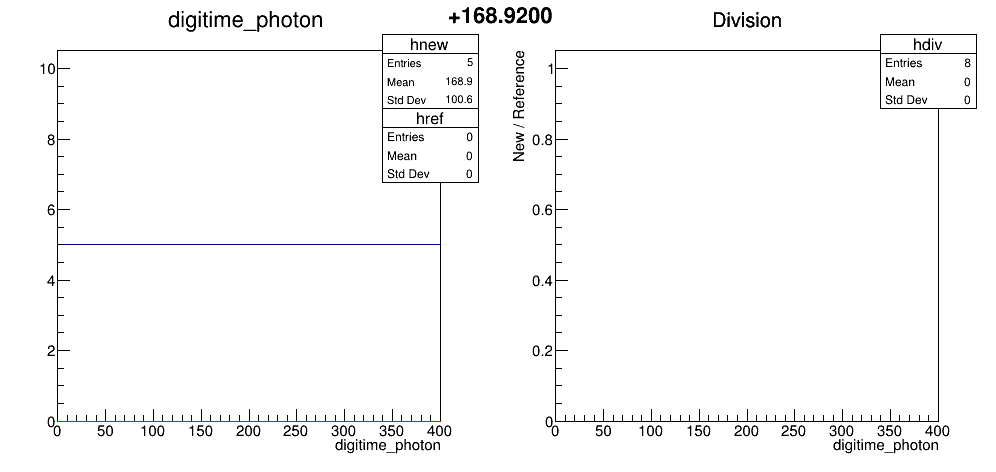 digitime_photon
+168.9200
Division
hnew
Entries 5
Mean 168.9
Std Dev 100.6
href
Entries 0
Mean 0
Std Dev 0
10
8
6
4
2
0
0 50 100 150 200 250 300 350 400
digitime_photon
hdiv
Entries 8
Mean 0
Std Dev 0
New / Reference
1
0.8
0.6
0.4
0.2
0
0 50 100 150 200 250 300 350 400
digitime_photon